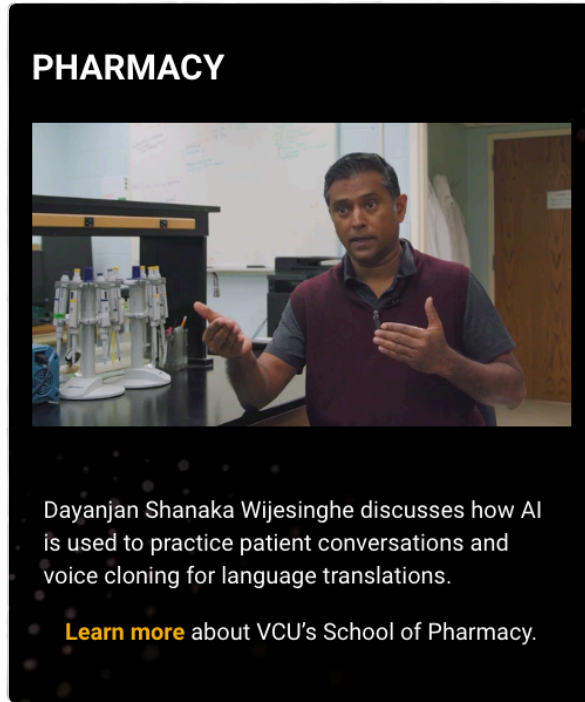 PHARMACY
Dayanjan Shanaka Wijesinghe discusses how AI
is used to practice patient conversations and
voice cloning for language translations.
Learn more about VCU’s School of Pharmacy.